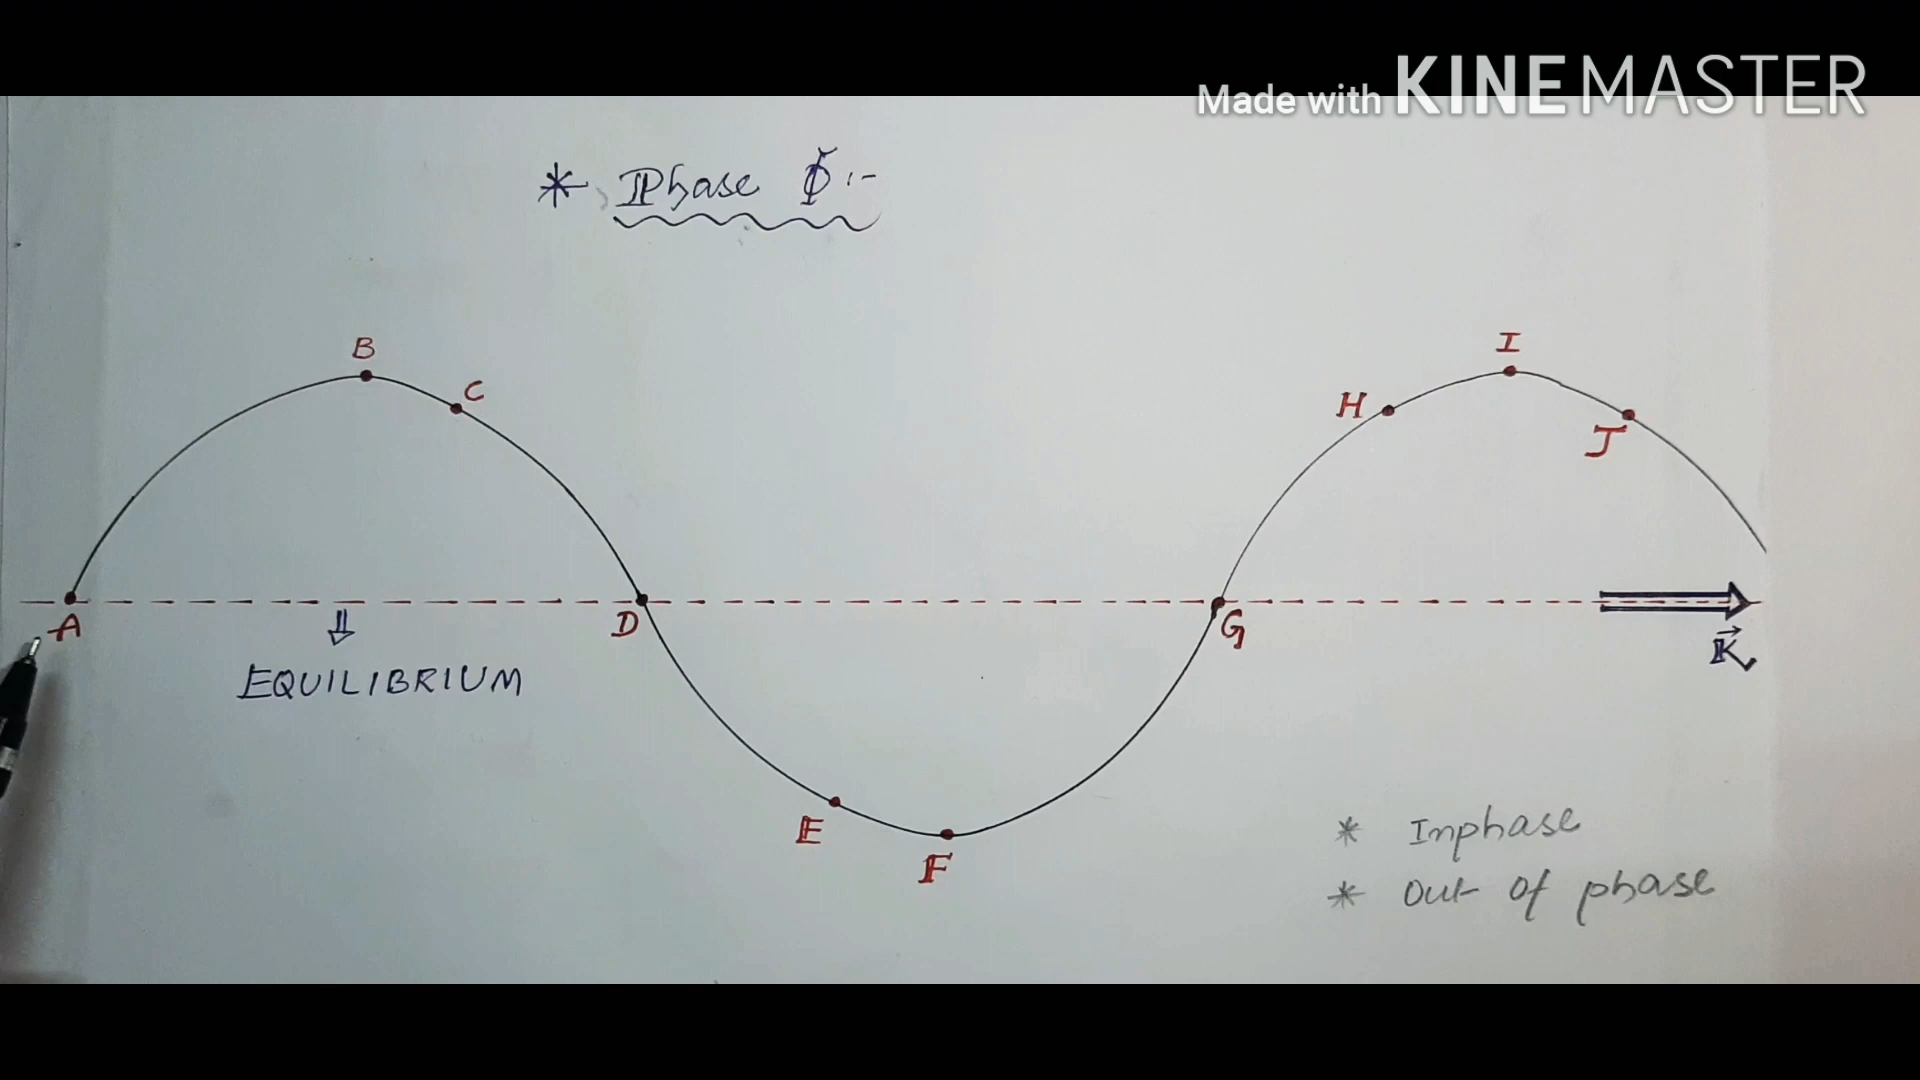 Made with KINEMASTER
* Phase ϕ :-
B
C
I
H
J
A
D
G
K⃗
EQUILIBRIUM
E
F
* Inphase
* Out of phase